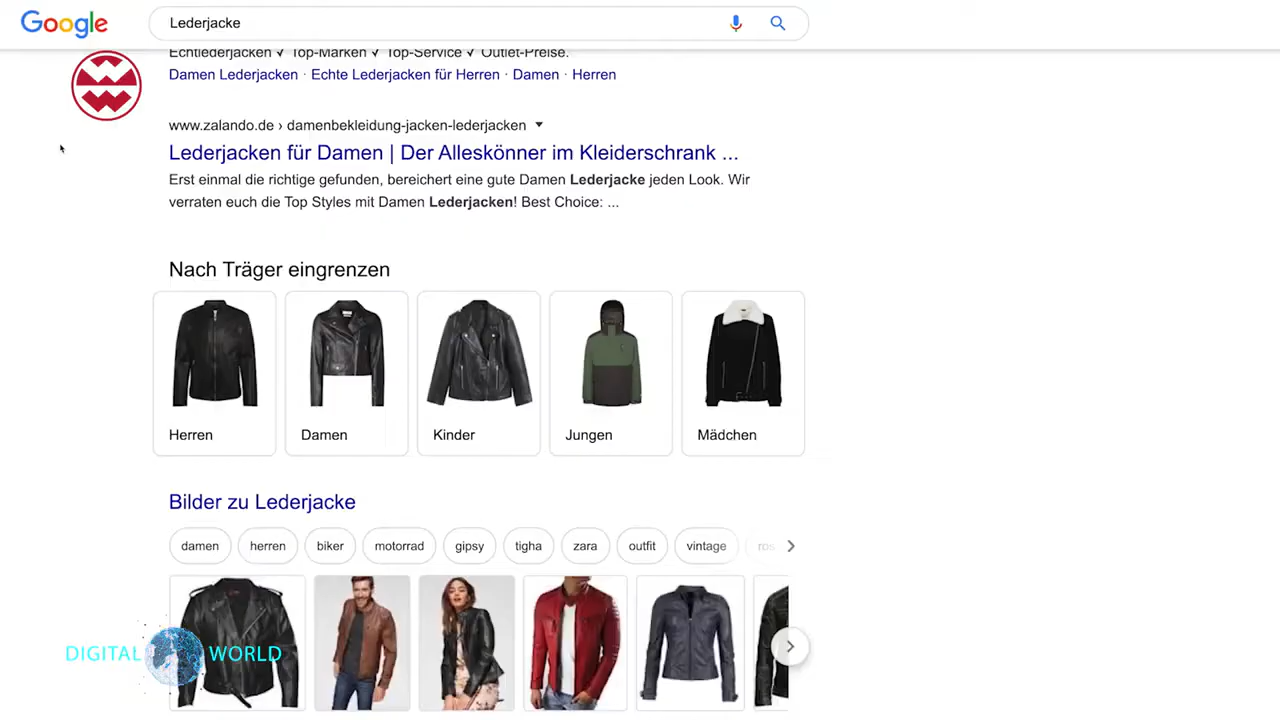 Google
Lederjacke
Echtlederjacken ✓ Top-Marken ✓ Top-Service ✓ Outlet-Preise.
Damen Lederjacken · Echte Lederjacken für Herren · Damen · Herren
www.zalando.de › damenbekleidung-jacken-lederjacken
Lederjacken für Damen | Der Alleskönner im Kleiderschrank ...
Erst einmal die richtige gefunden, bereichert eine gute Damen Lederjacke jeden Look. Wir
verraten euch die Top Styles mit Damen Lederjacken! Best Choice: ...
Nach Träger eingrenzen
Herren Damen Kinder Jungen Mädchen
Bilder zu Lederjacke
damen herren biker motorrad gipsy tigha zara outfit vintage
DIGITAL WORLD